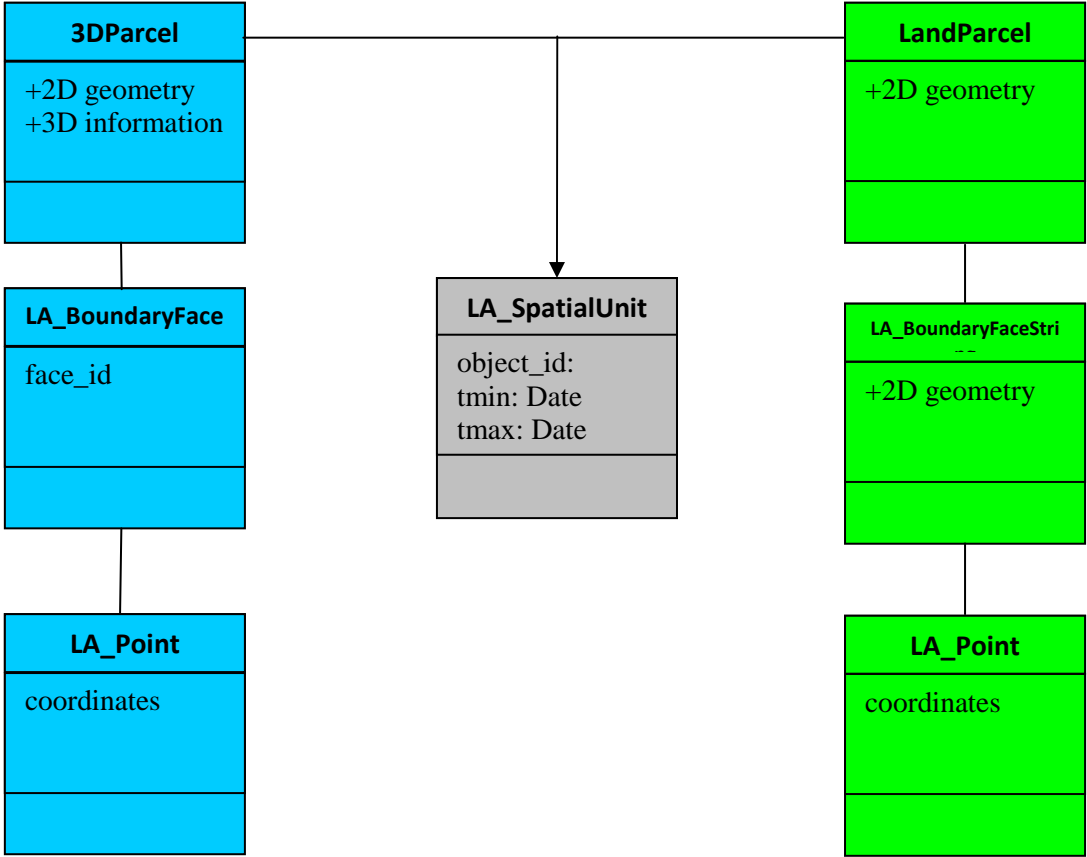 3DParcel
+2D geometry
+3D information
LandParcel
+2D geometry
LA_BoundaryFace
face_id
LA_SpatialUnit
object_id:
tmin: Date
tmax: Date
LA_BoundaryFaceStri
+2D geometry
LA_Point
coordinates
LA_Point
coordinates